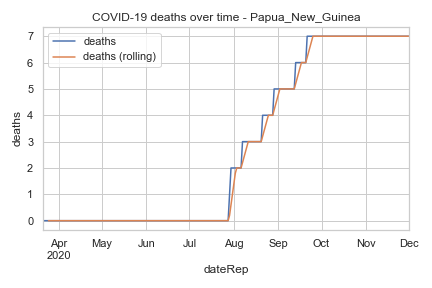 COVID-19 deaths over time - Papua_New_Guinea
deaths
deaths (rolling)
7
6
5
4
3
2
1
0
deaths
Apr May Jun Jul Aug Sep Oct Nov Dec
2020
dateRep